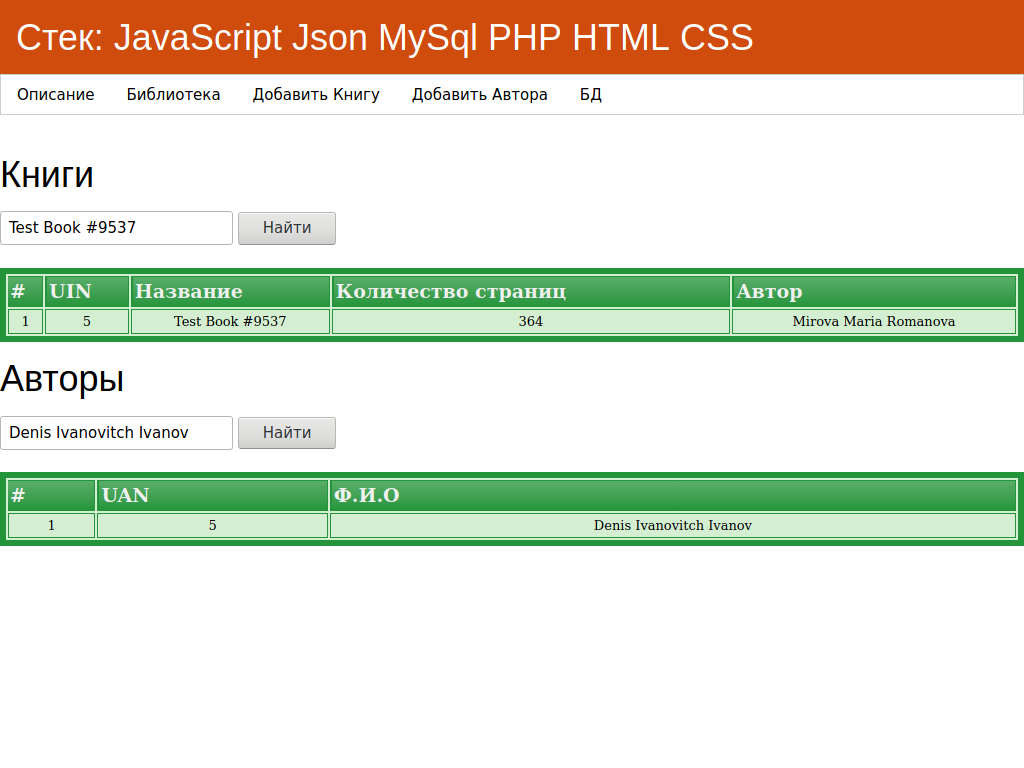 Стек: JavaScript Json MySql PHP HTML CSS
Описание Библиотека Добавить Книгу Добавить Автора БД
Книги
Test Book #9537 Найти
# UIN Название Количество страниц Автор
1 5 Test Book #9537 364 Mirova Maria Romanova
Авторы
Denis Ivanovitch Ivanov Найти
# UAN Ф.И.О
1 5 Denis Ivanovitch Ivanov